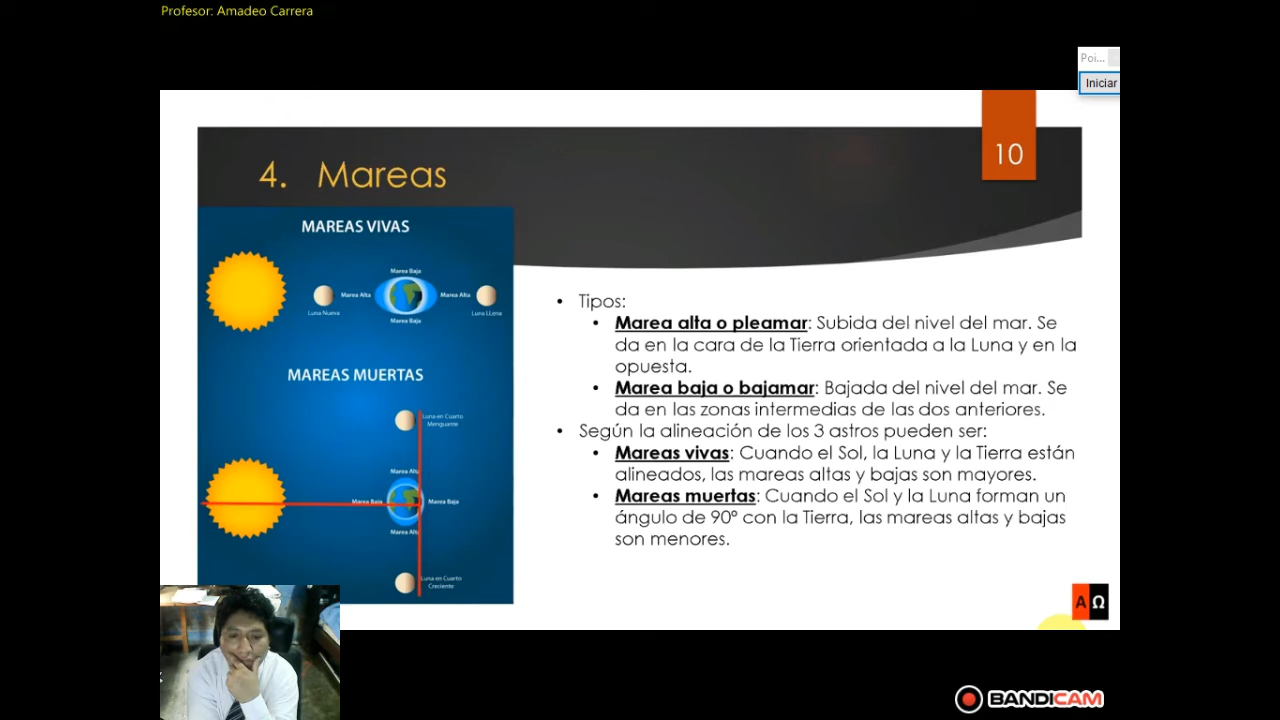 Profesor: Amadeo Carrera
Poi...
Iniciar
10
4. Mareas
MAREAS VIVAS
Marea Baja
Marea Alta
Marea Alta
Luna Nueva
Luna LLena
Marea Baja
MAREAS MUERTAS
Luna en Cuarto
Menguante
Marea Alta
Marea Baja
Marea Baja
Marea Alta
Luna en Cuarto
Creciente
• Tipos:
• Marea alta o pleamar: Subida del nivel del mar. Se
da en la cara de la Tierra orientada a la Luna y en la
opuesta.
• Marea baja o bajamar: Bajada del nivel del mar. Se
da en las zonas intermedias de las dos anteriores.
• Según la alineación de los 3 astros pueden ser:
• Mareas vivas: Cuando el Sol, la Luna y la Tierra están
alineados, las mareas altas y bajas son mayores.
• Mareas muertas: Cuando el Sol y la Luna forman un
ángulo de 90º con la Tierra, las mareas altas y bajas
son menores.
AΩ
BANDICAM